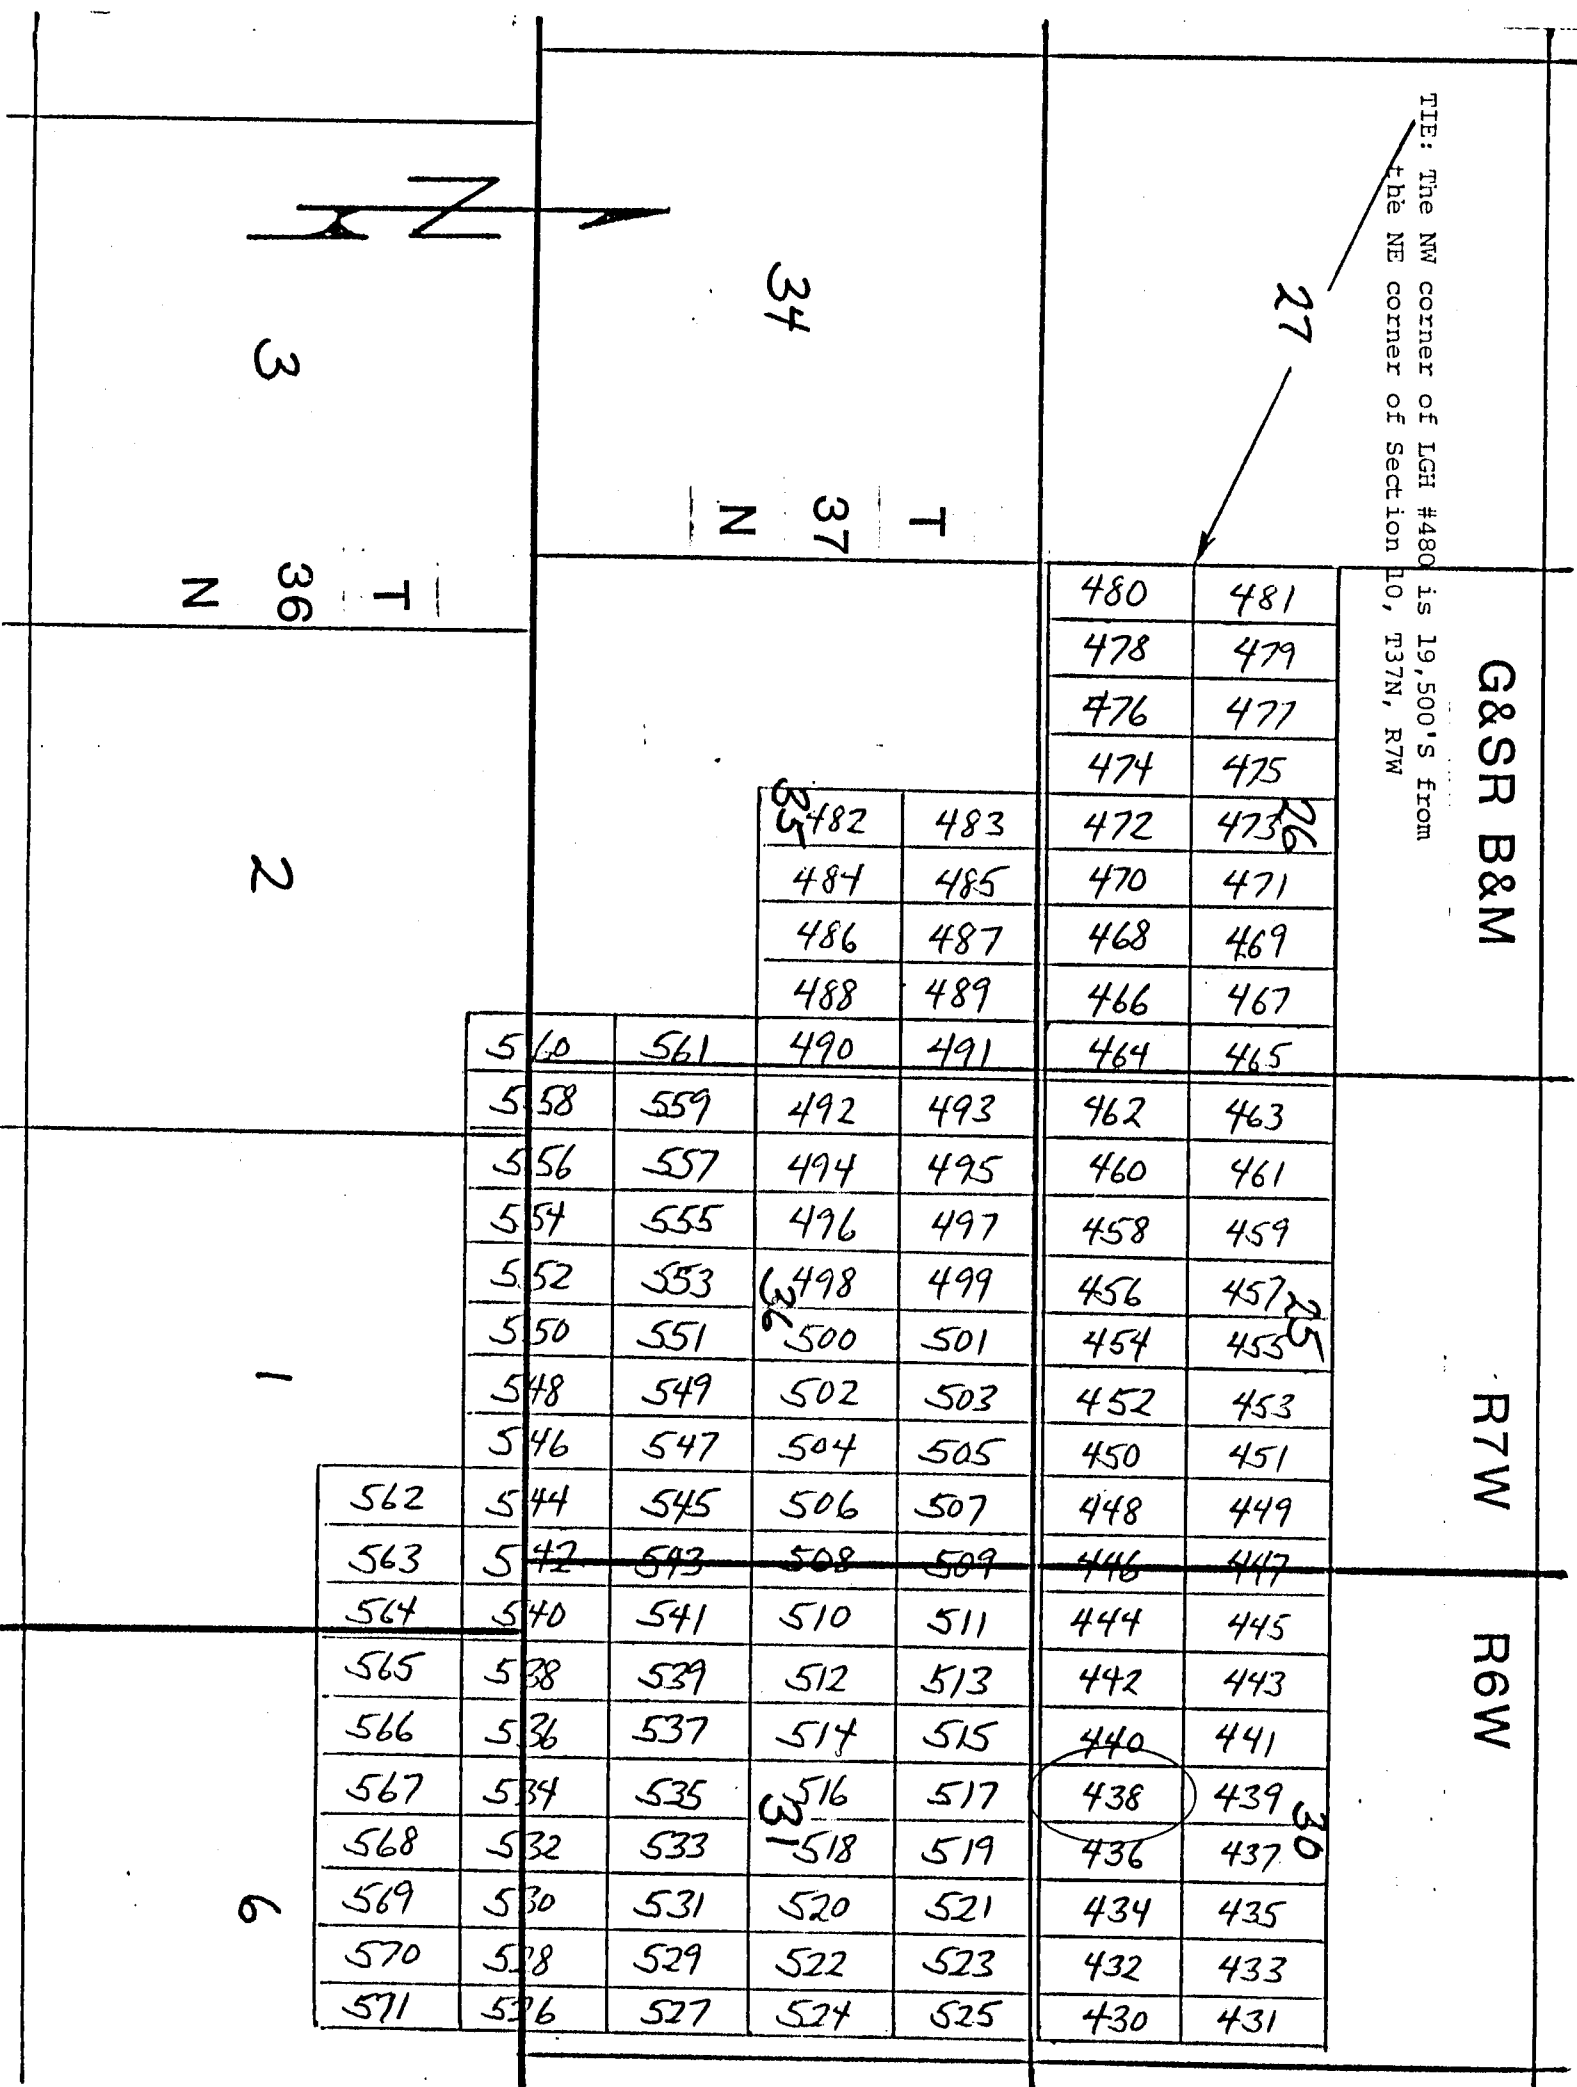 TIE: The NW corner of LGH #480 is 19,500'S from
the NE corner of Section 10, T37N, R7W
G&SR B&M
R7W
R6W
27
34
3
N
T
37
N
T
36
N
2
1
6
26
25
30
35
36
31
480 481
478 479
476 477
474 475
482 483 472 473
484 485 470 471
486 487 468 469
488 489 466 467
560 561 490 491 464 465
558 559 492 493 462 463
556 557 494 495 460 461
554 555 496 497 458 459
552 553 498 499 456 457
550 551 500 501 454 455
548 549 502 503 452 453
546 547 504 505 450 451
562 544 545 506 507 448 449
563 542 543 508 509 446 447
564 540 541 510 511 444 445
565 538 539 512 513 442 443
566 536 537 514 515 440 441
567 534 535 516 517 438 439
568 532 533 518 519 436 437
569 530 531 520 521 434 435
570 528 529 522 523 432 433
571 526 527 524 525 430 431